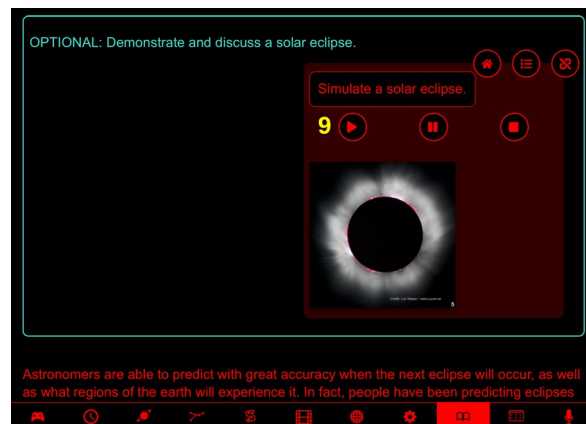 OPTIONAL: Demonstrate and discuss a solar eclipse.
Simulate a solar eclipse.
9
5
Astronomers are able to predict with great accuracy when the next eclipse will occur, as well
as what regions of the earth will experience it. In fact, people have been predicting eclipses